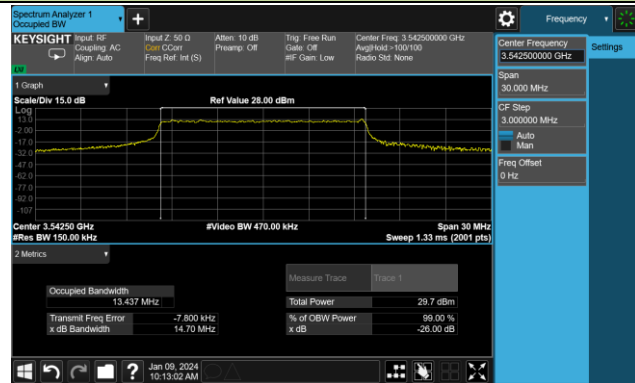 Spectrum Analyzer 1
Occupied BW
Frequency
KEYSIGHT
Input: RF
Coupling: AC
Align: Auto
Input Z: 50 Ω
Corr CCorr
Freq Ref: Int (S)
Atten: 10 dB
Preamp: Off
Trig: Free Run
Gate: Off
#IF Gain: Low
Center Freq: 3.542500000 GHz
Avg|Hold >100/100
Radio Std: None
Center Frequency
3.542500000 GHz
Settings
Span
30.000 MHz
CF Step
3.000000 MHz
Auto
Man
Freq Offset
0 Hz
1 Graph
Scale/Div 15.0 dB
Ref Value 28.00 dBm
Log
13.0
-2.00
-17.0
-32.0
-47.0
-62.0
-77.0
-92.0
-107
Center 3.54250 GHz
#Video BW 470.00 kHz
Span 30 MHz
#Res BW 150.00 kHz
Sweep 1.33 ms (2001 pts)
2 Metrics
Measure Trace
Trace 1
Occupied Bandwidth
13.437 MHz
Total Power
29.7 dBm
Transmit Freq Error
-7.800 kHz
% of OBW Power
99.00 %
x dB Bandwidth
14.70 MHz
x dB
-26.00 dB
?
Jan 09, 2024
10:13:02 AM